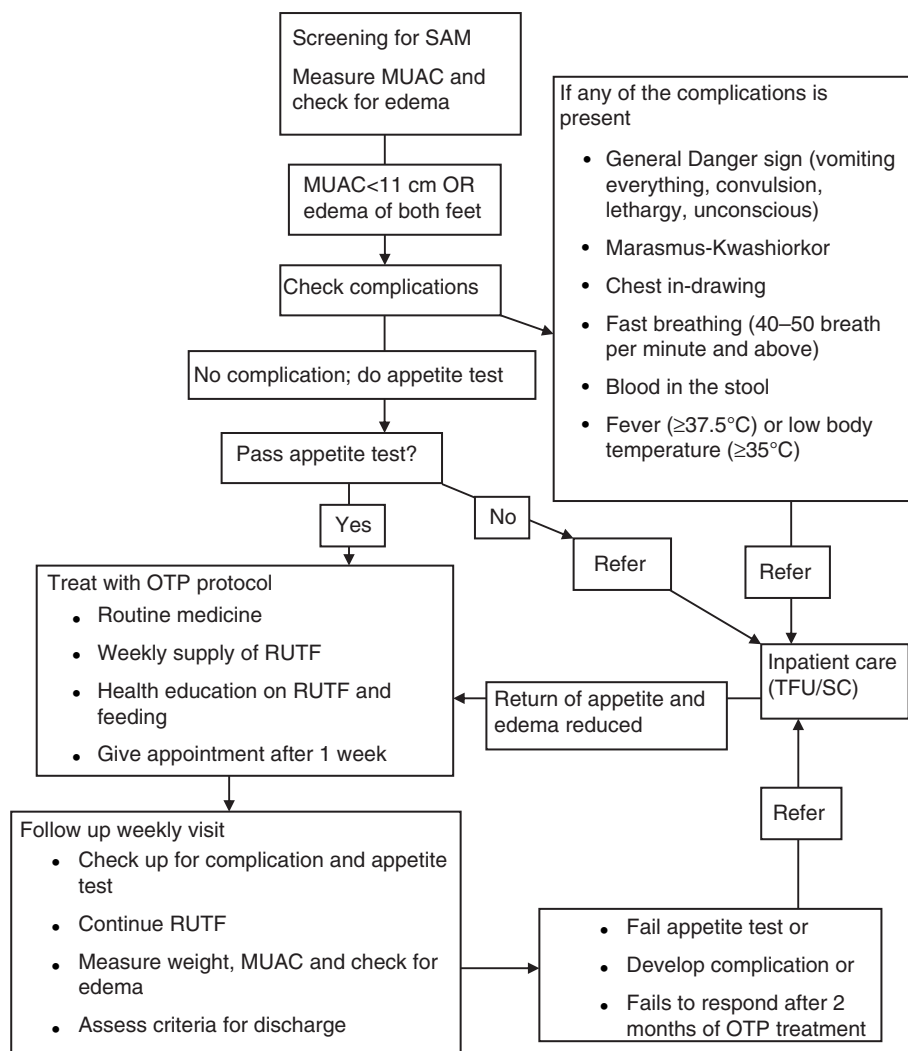 Screening for SAM
Measure MUAC and
check for edema
MUAC<11 cm OR
edema of both feet
Check complications
If any of the complications is
present
• General Danger sign (vomiting
everything, convulsion,
lethargy, unconscious)
• Marasmus-Kwashiorkor
• Chest in-drawing
• Fast breathing (40–50 breath
per minute and above)
• Blood in the stool
• Fever (≥37.5°C) or low body
temperature (≥35°C)
No complication; do appetite test
Pass appetite test?
Yes
No
Refer
Refer
Treat with OTP protocol
• Routine medicine
• Weekly supply of RUTF
• Health education on RUTF and
feeding
• Give appointment after 1 week
Return of appetite and
edema reduced
Inpatient care
(TFU/SC)
Refer
Follow up weekly visit
• Check up for complication and appetite
test
• Continue RUTF
• Measure weight, MUAC and check for
edema
• Assess criteria for discharge
• Fail appetite test or
• Develop complication or
• Fails to respond after 2
months of OTP treatment